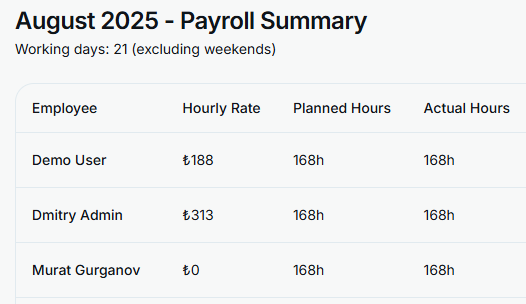 August 2025 - Payroll Summary
Working days: 21 (excluding weekends)
Employee Hourly Rate Planned Hours Actual Hours
Demo User ₺188 168h 168h
Dmitry Admin ₺313 168h 168h
Murat Gurganov ₺0 168h 168h